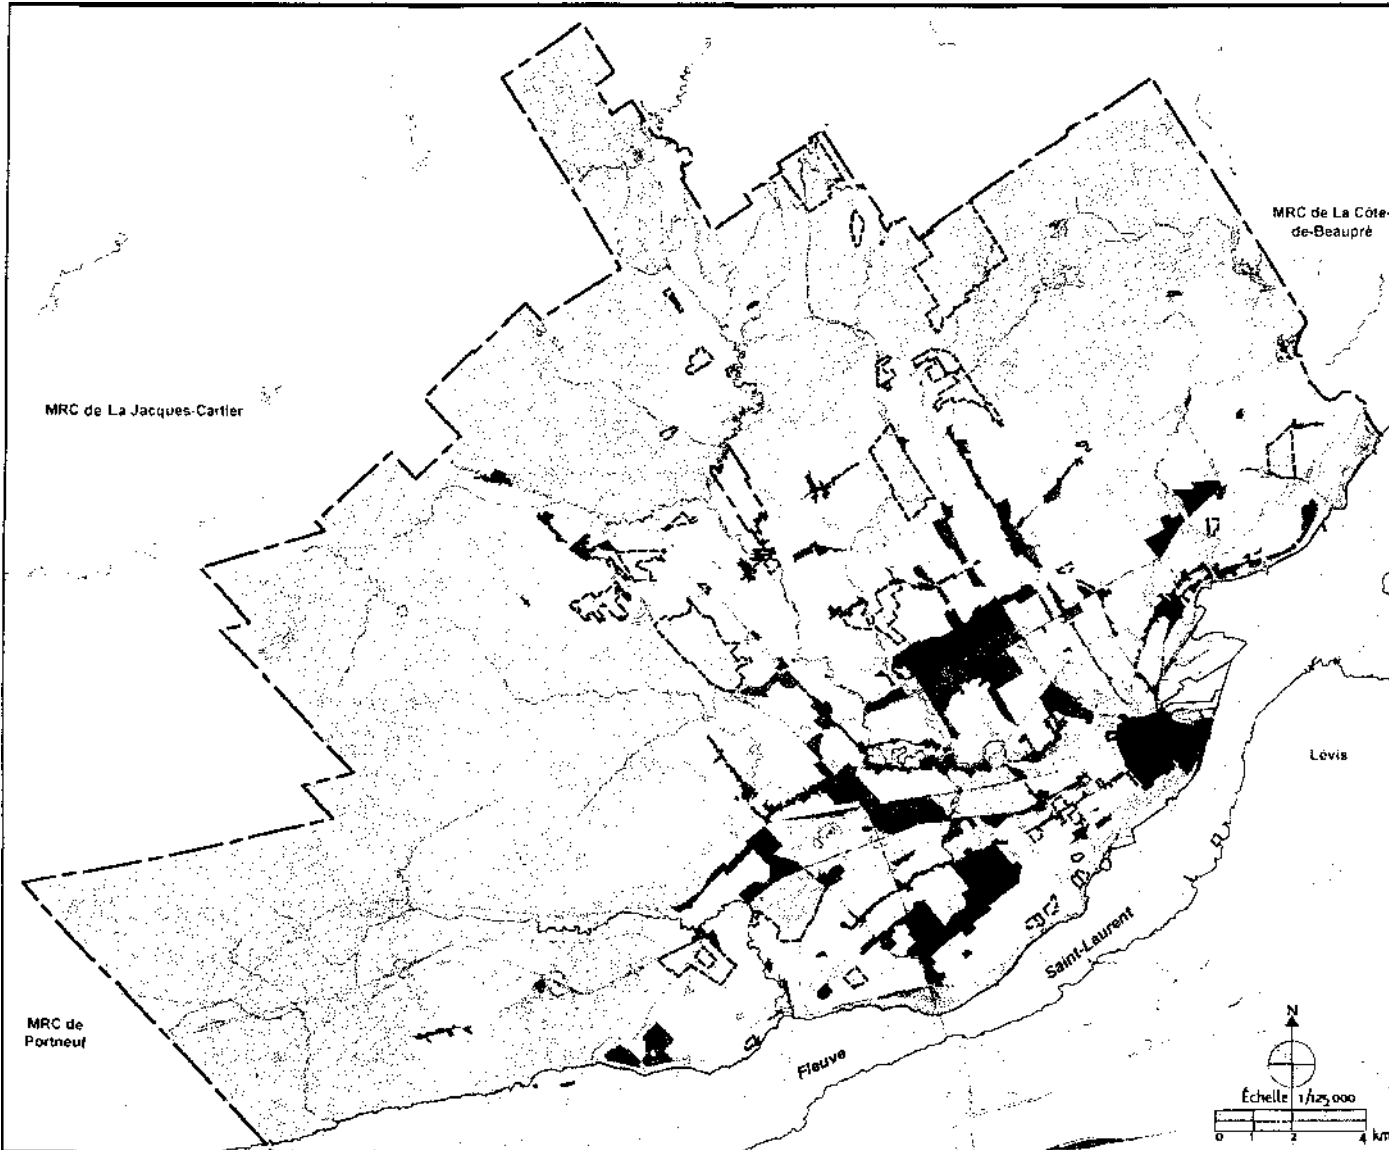 MRC de La Côte-
de-Beaupré
MRC de La Jacques-Cartier
17
Lévis
Saint-Laurent
Fleuve
MRC de
Portneuf
N
Échelle 1/125 000
0 1 2 4 km